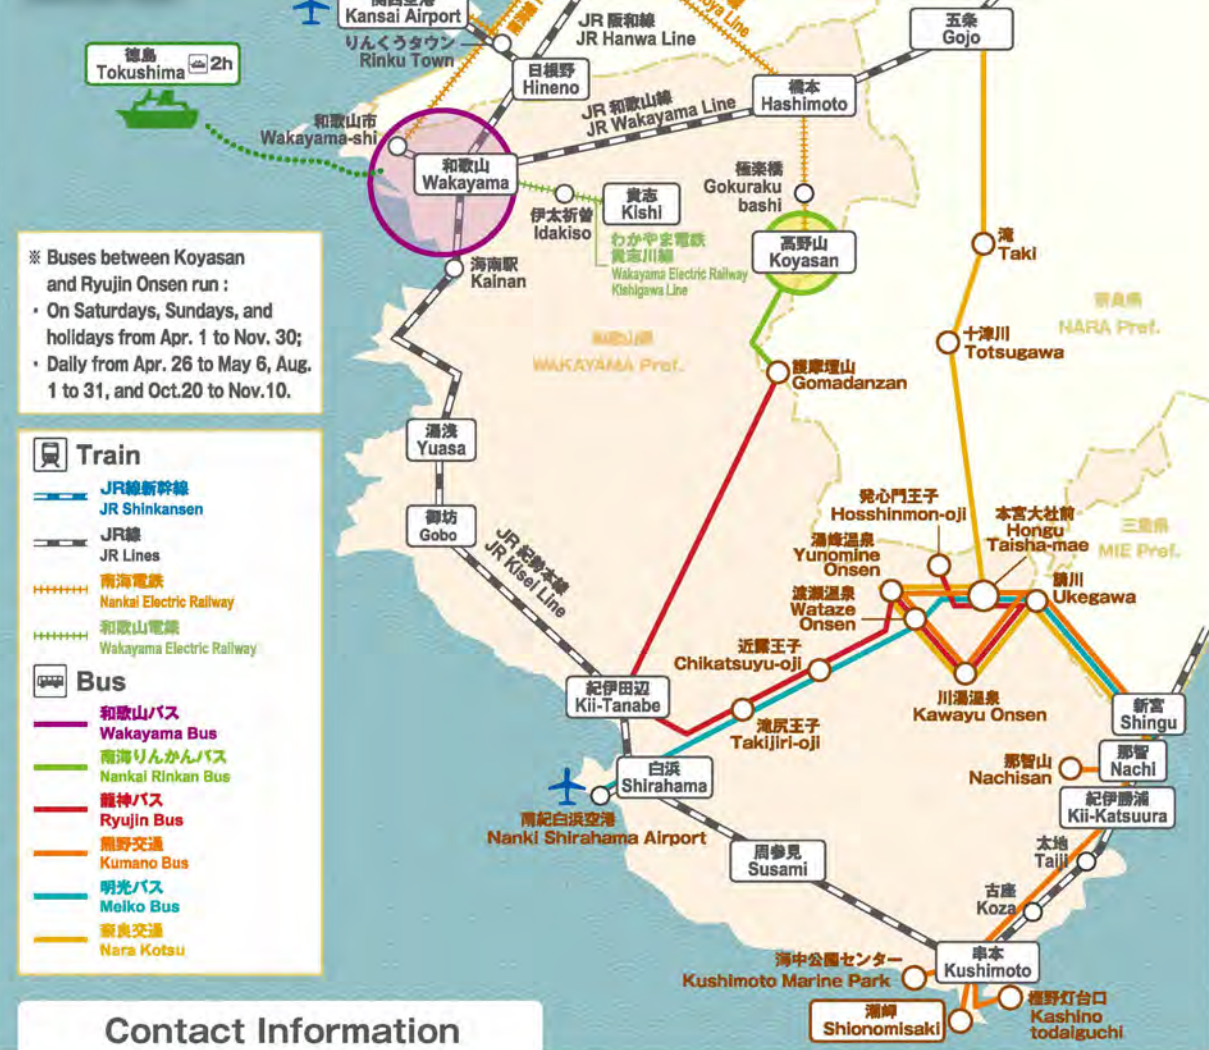 関西空港
Kansai Airport
りんくうタウン
Rinku Town
JR 阪和線
JR Hanwa Line
oya Line
五条
Gojo
徳島
Tokushima
2h
日根野
Hineno
橋本
Hashimoto
JR 和歌山線
JR Wakayama Line
和歌山市
Wakayama-shi
和歌山
Wakayama
極楽橋
Gokuraku
bashi
貴志
Kishi
伊太祈曽
Idakiso
わかやま電鉄
貴志川線
Wakayama Electric Railway
Kishigawa Line
高野山
Koyasan
滝
Taki
※ Buses between Koyasan
and Ryujin Onsen run :
・ On Saturdays, Sundays, and
holidays from Apr. 1 to Nov. 30;
・ Daily from Apr. 26 to May 6, Aug.
1 to 31, and Oct.20 to Nov.10.
海南駅
Kainan
奈良県
NARA Pref.
十津川
Totsugawa
和歌山県
WAKAYAMA Pref.
護摩壇山
Gomadanzan
湯浅
Yuasa
御坊
Gobo
JR 紀勢本線
JR Kisei Line
Train
JR線新幹線
JR Shinkansen
JR線
JR Lines
南海電鉄
Nankai Electric Railway
和歌山電鉄
Wakayama Electric Railway
Bus
和歌山バス
Wakayama Bus
南海りんかんバス
Nankai Rinkan Bus
龍神バス
Ryujin Bus
熊野交通
Kumano Bus
明光バス
Meiko Bus
奈良交通
Nara Kotsu
発心門王子
Hosshinmon-oji
本宮大社前
Hongu
Taisha-mae
三重県
MIE Pref.
湯峰温泉
Yunomine
Onsen
請川
Ukegawa
渡瀬温泉
Wataze
Onsen
近露王子
Chikatsuyu-oji
川湯温泉
Kawayu Onsen
紀伊田辺
Kii-Tanabe
滝尻王子
Takijiri-oji
新宮
Shingu
白浜
Shirahama
那智山
Nachisan
那智
Nachi
紀伊勝浦
Kii-Katsuura
南紀白浜空港
Nanki Shirahama Airport
太地
Taiji
周参見
Susami
古座
Koza
串本
Kushimoto
海中公園センター
Kushimoto Marine Park
潮岬
Shionomisaki
樫野灯台口
Kashino
todaiguchi
Contact Information